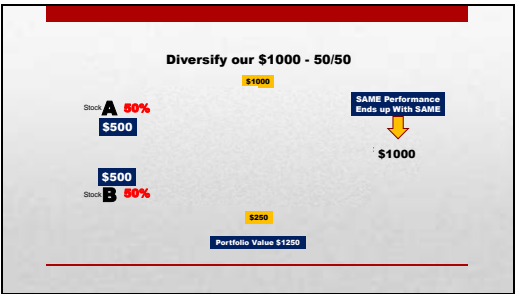 Diversify our $1000 - 50/50
$1000
Stock A 50%
$500
SAME Performance
Ends up With SAME
$1000
$500
Stock B 50%
$250
Portfolio Value $1250